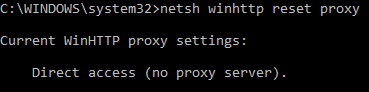 C:\WINDOWS\system32>netsh winhttp reset proxy
Current WinHTTP proxy settings:
Direct access (no proxy server).